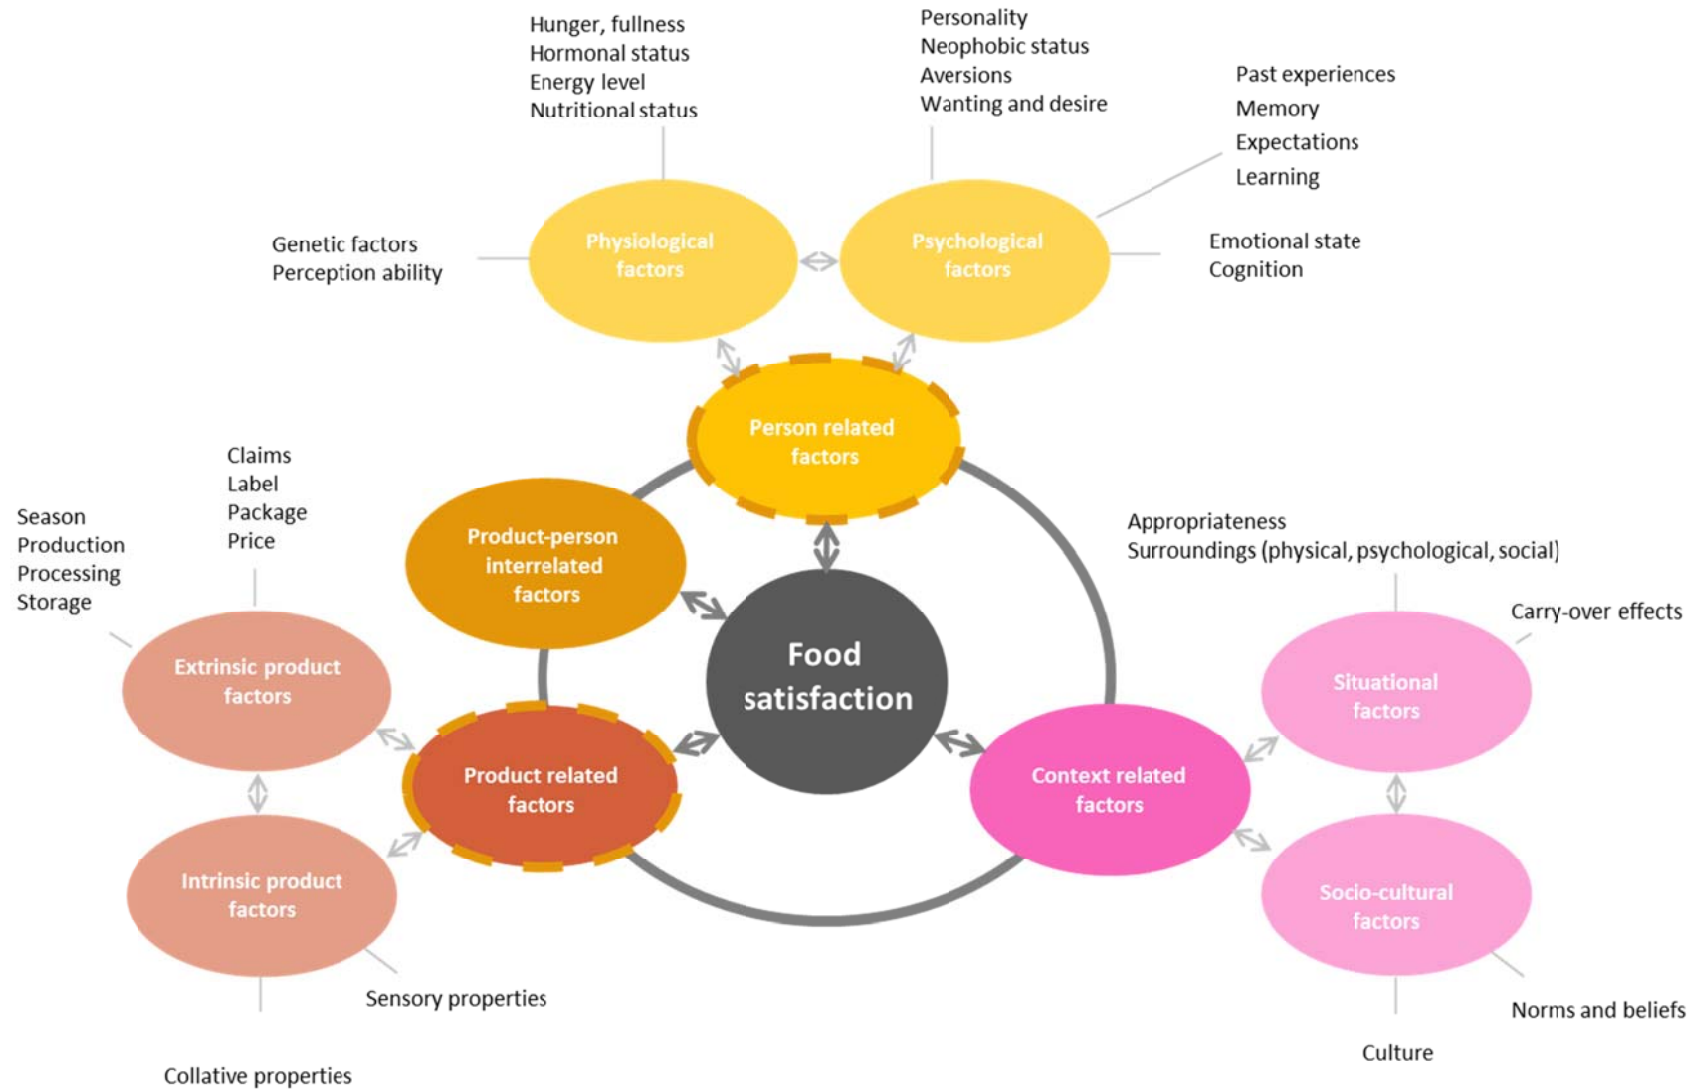 Hunger, fullness
Hormonal status
Energy level
Nutritional status
Personality
Neophobic status
Aversions
Wanting and desire
Past experiences
Memory
Expectations
Learning
Genetic factors
Perception ability
Physiological
factors
Psychological
factors
Emotional state
Cognition
Person related
factors
Claims
Label
Package
Price
Season
Production
Processing
Storage
Product-person
interrelated
factors
Appropriateness
Surroundings (physical, psychological, social)
Carry-over effects
Extrinsic product
factors
Food
satisfaction
Situational
factors
Product related
factors
Context related
factors
Intrinsic product
factors
Socio-cultural
factors
Sensory properties
Norms and beliefs
Culture
Collative properties